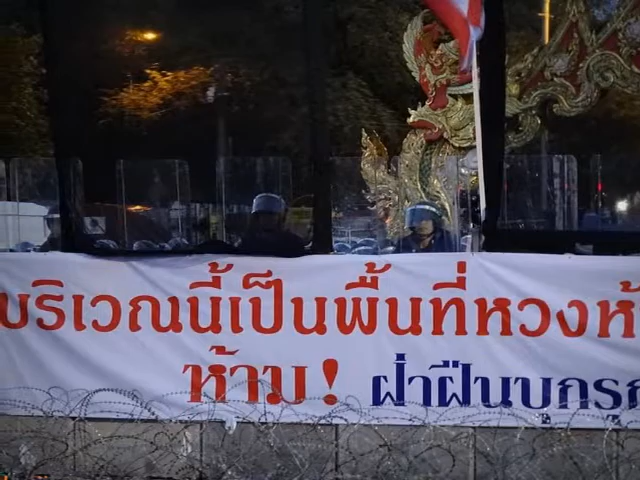 บริเวณนี้เป็นพื้นที่หวงห้
ห้าม! ฝ่าฝืนบุกรุก